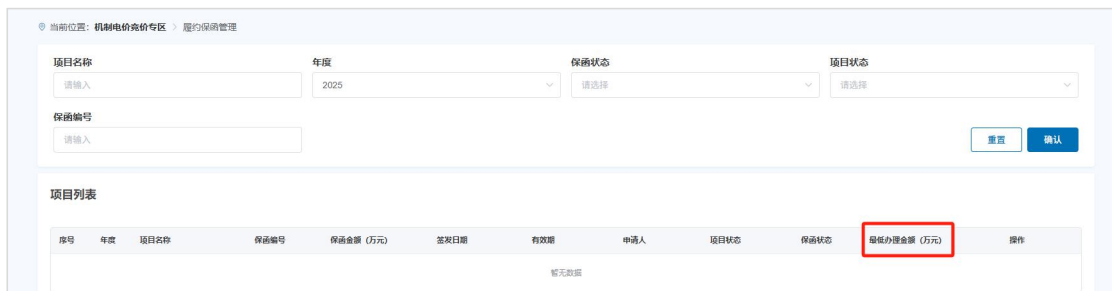 当前位置：机制电价竞价专区 > 履约保函管理
项目名称 年度 保函状态 项目状态
请输入 2025 请选择 请选择
保函编号
请输入 重置 确认
项目列表
序号 年度 项目名称 保函编号 保函金额（万元） 签发日期 有效期 申请人 项目状态 保函状态 最低办理金额（万元） 操作
暂无数据